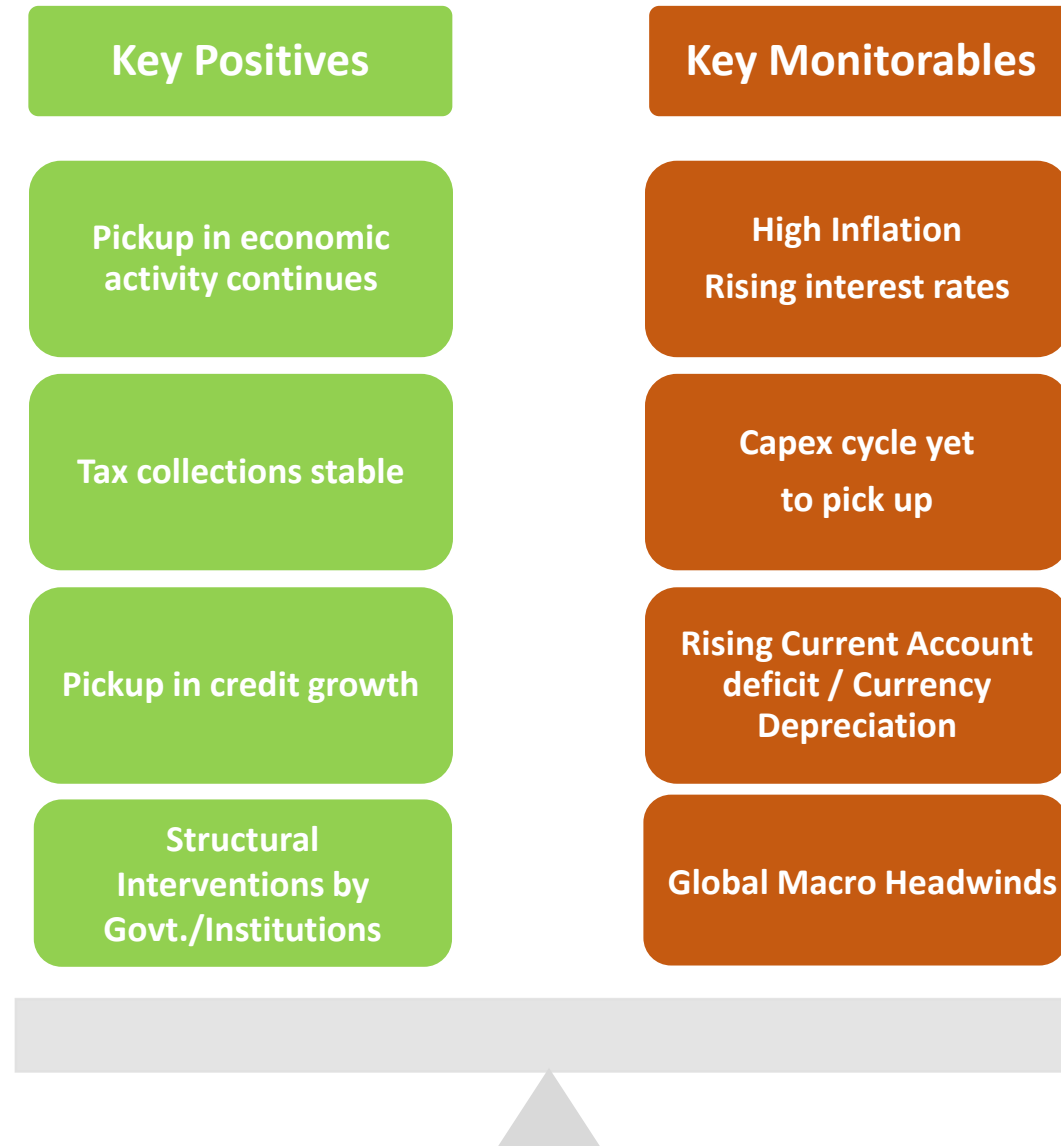 Key Positives
Pickup in economic
activity continues
Tax collections stable
Pickup in credit growth
Structural
Interventions by
Govt./Institutions
Key Monitorables
High Inflation
Rising interest rates
Capex cycle yet
to pick up
Rising Current Account
deficit / Currency
Depreciation
Global Macro Headwinds